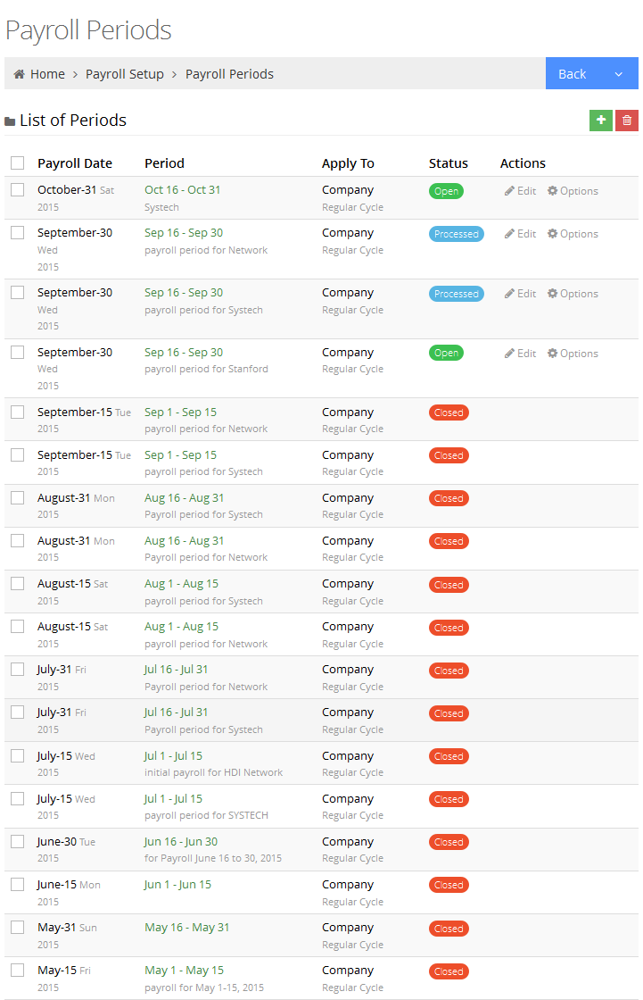 Payroll Periods
Home > Payroll Setup > Payroll Periods Back
List of Periods
Payroll Date Period Apply To Status Actions
October-31 Sat Oct 16 - Oct 31 Company Open Edit Options
2015 Systech Regular Cycle
September-30 Sep 16 - Sep 30 Company Processed Edit Options
Wed payroll period for Network Regular Cycle
2015
September-30 Sep 16 - Sep 30 Company Processed Edit Options
Wed payroll period for Systech Regular Cycle
2015
September-30 Sep 16 - Sep 30 Company Open Edit Options
Wed payroll period for Stanford Regular Cycle
2015
September-15 Tue Sep 1 - Sep 15 Company Closed
2015 payroll period for Network Regular Cycle
September-15 Tue Sep 1 - Sep 15 Company Closed
2015 payroll period for Systech Regular Cycle
August-31 Mon Aug 16 - Aug 31 Company Closed
2015 Payroll period for Systech Regular Cycle
August-31 Mon Aug 16 - Aug 31 Company Closed
2015 Payroll period for Network Regular Cycle
August-15 Sat Aug 1 - Aug 15 Company Closed
2015 payroll period for Systech Regular Cycle
August-15 Sat Aug 1 - Aug 15 Company Closed
2015 payroll period for Network Regular Cycle
July-31 Fri Jul 16 - Jul 31 Company Closed
2015 Payroll period for Network Regular Cycle
July-31 Fri Jul 16 - Jul 31 Company Closed
2015 Payroll period for Systech Regular Cycle
July-15 Wed Jul 1 - Jul 15 Company Closed
2015 initial payroll for HDI Network Regular Cycle
July-15 Wed Jul 1 - Jul 15 Company Closed
2015 payroll period for SYSTECH Regular Cycle
June-30 Tue Jun 16 - Jun 30 Company Closed
2015 for Payroll June 16 to 30, 2015 Regular Cycle
June-15 Mon Jun 1 - Jun 15 Company Closed
2015 Regular Cycle
May-31 Sun May 16 - May 31 Company Closed
2015 Regular Cycle
May-15 Fri May 1 - May 15 Company Closed
2015 payroll for May 1-15, 2015 Regular Cycle